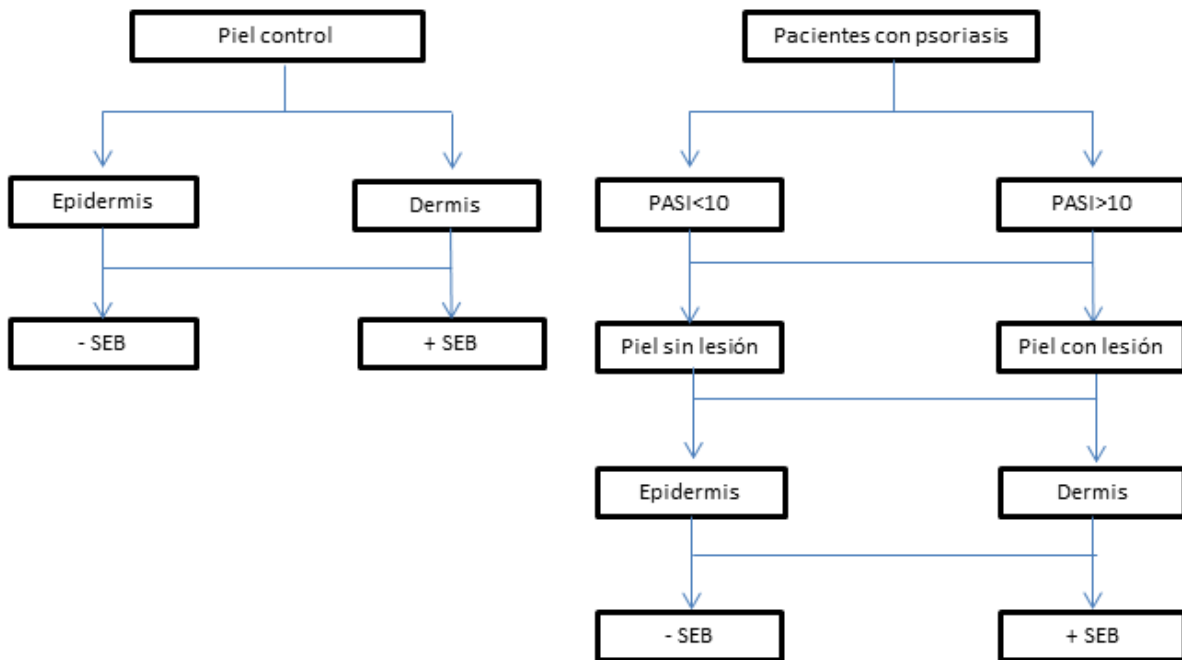 Piel control
Pacientes con psoriasis
Epidermis
Dermis
PASI<10
PASI>10
- SEB
+ SEB
Piel sin lesión
Piel con lesión
Epidermis
Dermis
- SEB
+ SEB